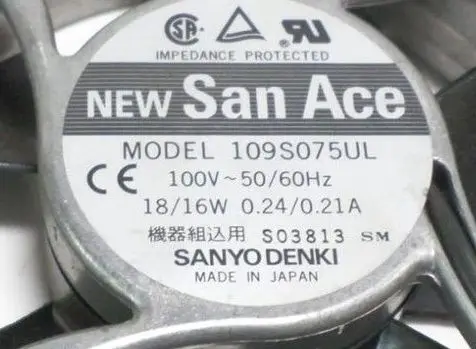 SA
IMPEDANCE PROTECTED
NEW San Ace
MODEL 109S075UL
CE 100V~50/60Hz
18/16W 0.24/0.21A
機器組込用 S03813 SM
SANYO DENKI
MADE IN JAPAN